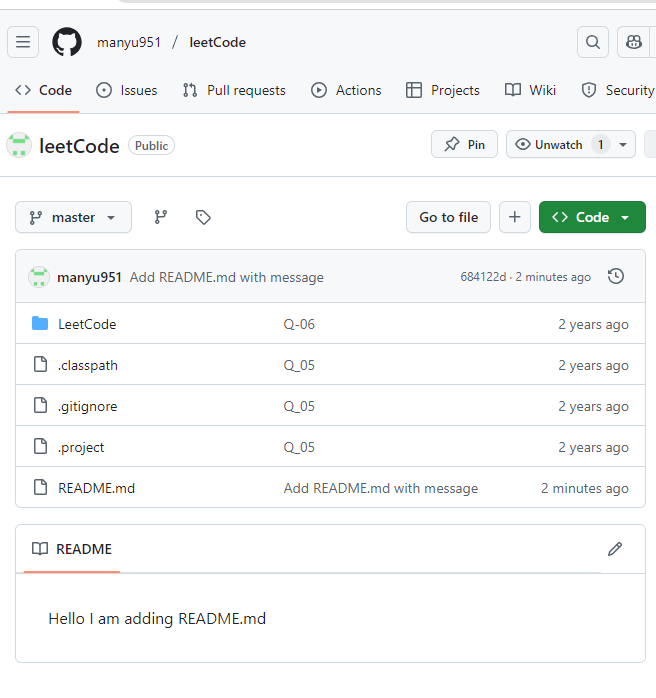 manyu951 / leetCode
Code Issues Pull requests Actions Projects Wiki Security
leetCode Public Pin Unwatch 1
master Go to file Code
manyu951 Add README.md with message 684122d · 2 minutes ago
LeetCode Q-06 2 years ago
.classpath Q_05 2 years ago
.gitignore Q_05 2 years ago
.project Q_05 2 years ago
README.md Add README.md with message 2 minutes ago
README
Hello I am adding README.md